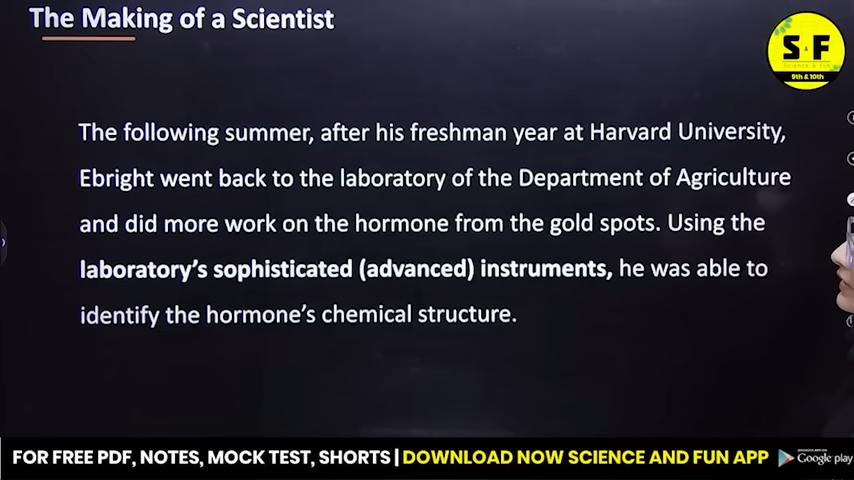 The Making of a Scientist
S & F
Science & Fun
9th & 10th
The following summer, after his freshman year at Harvard University,
Ebright went back to the laboratory of the Department of Agriculture
and did more work on the hormone from the gold spots. Using the
laboratory's sophisticated (advanced) instruments, he was able to
identify the hormone's chemical structure.
FOR FREE PDF, NOTES, MOCK TEST, SHORTS | DOWNLOAD NOW SCIENCE AND FUN APP
Google play